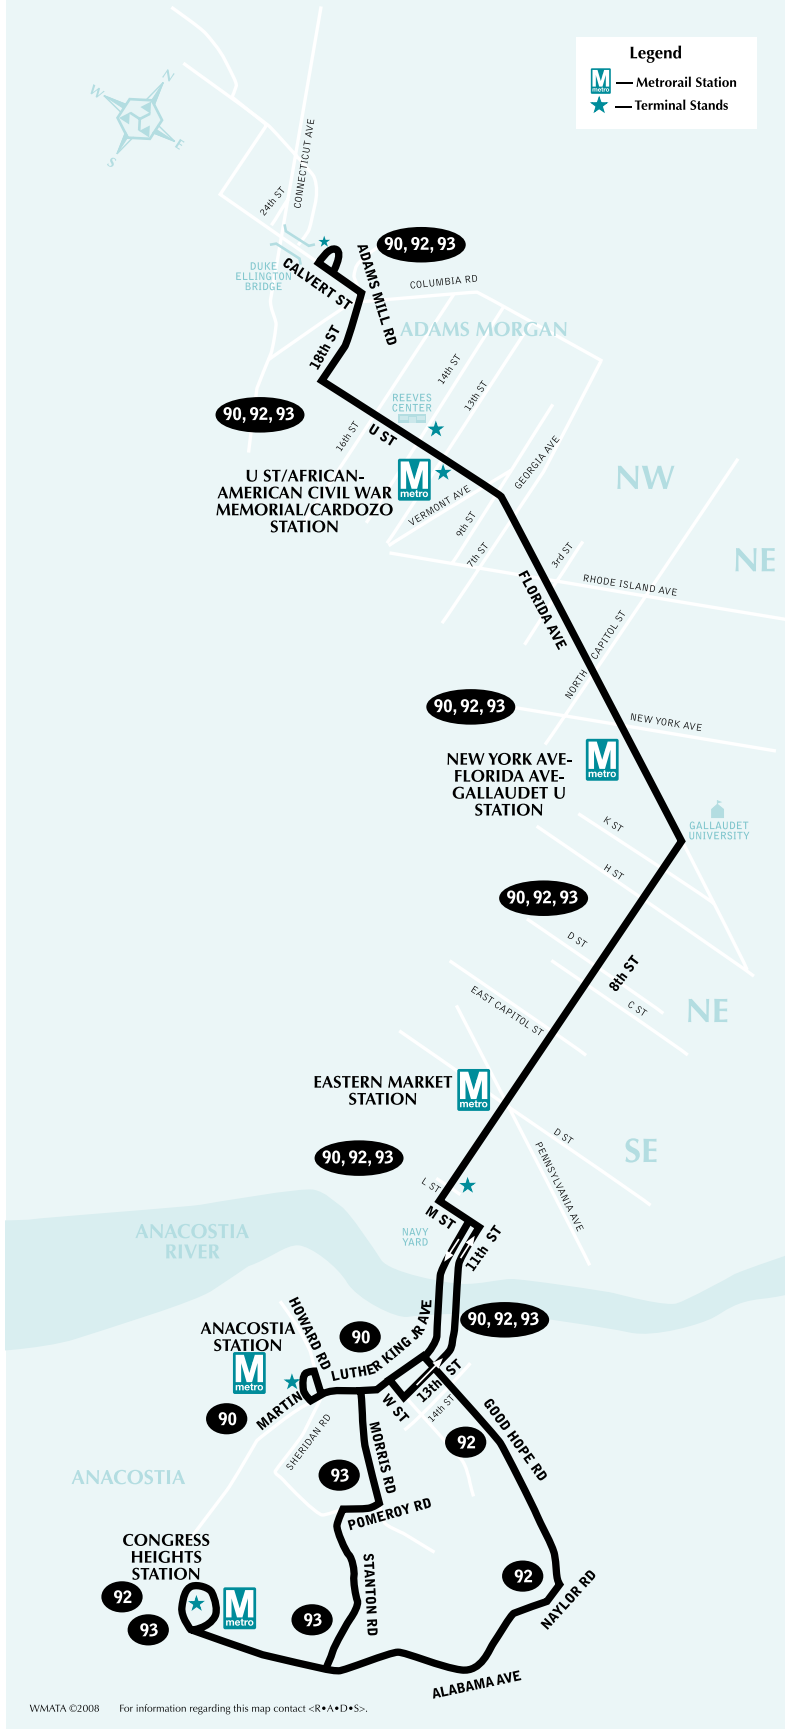 Legend
M
metro
— Metrorail Station
— Terminal Stands
N
W
E
S
CONNECTICUT AVE
24th ST
90, 92, 93
DUKE
ELLINGTON
BRIDGE
CALVERT ST
ADAMS MILL RD
COLUMBIA RD
ADAMS MORGAN
18th ST
14th ST
13th ST
REEVES
CENTER
90, 92, 93
16th ST
U ST
GEORGIA AVE
U ST/AFRICAN-
AMERICAN CIVIL WAR
MEMORIAL/CARDOZO
STATION
M
metro
VERMONT AVE
NW
9th ST
7th ST
3rd ST
NE
FLORIDA AVE
RHODE ISLAND AVE
NORTH CAPITOL ST
90, 92, 93
NEW YORK AVE
NEW YORK AVE-
FLORIDA AVE-
GALLAUDET U
STATION
M
metro
K ST
GALLAUDET
UNIVERSITY
H ST
90, 92, 93
D ST
8th ST
C ST
EAST CAPITOL ST
NE
EASTERN MARKET
STATION
M
metro
D ST
SE
PENNSYLVANIA AVE
90, 92, 93
L ST
M ST
NAVY
YARD
11th ST
ANACOSTIA
RIVER
HOWARD RD
90
90, 92, 93
ANACOSTIA
STATION
M
metro
MARTIN LUTHER KING JR AVE
13th ST
W ST
14th ST
90
SHERIDAN RD
MORRIS RD
92
GOOD HOPE RD
ANACOSTIA
93
POMEROY RD
CONGRESS
HEIGHTS
STATION
M
metro
STANTON RD
92
92
93
93
NAYLOR RD
ALABAMA AVE
WMATA ©2008 For information regarding this map contact <R•A•D•S>.